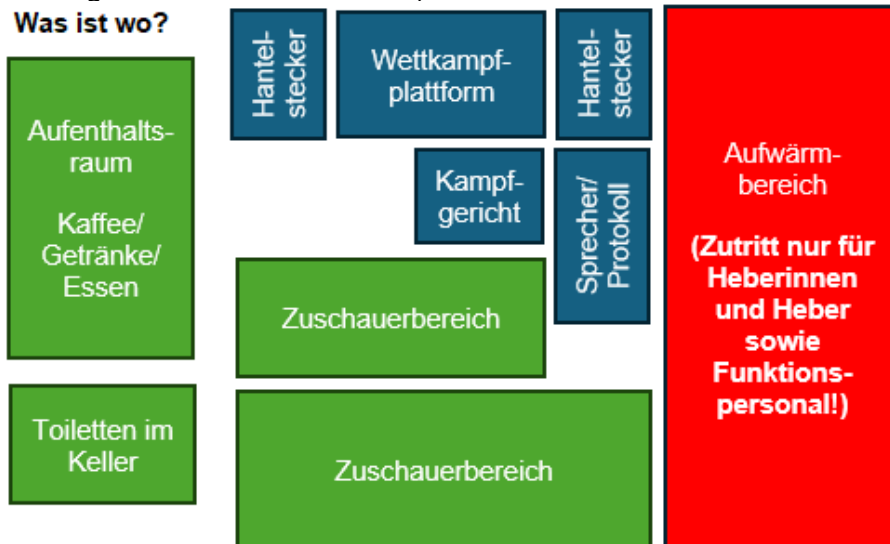 Was ist wo?
Aufenthalts-
raum
Kaffee/
Getränke/
Essen
Toiletten im
Keller
Hantel-
stecker
Wettkampf-
plattform
Hantel-
stecker
Kampf-
gericht
Sprecher/
Protokoll
Zuschauerbereich
Zuschauerbereich
Aufwärm-
bereich
(Zutritt nur für
Heberinnen
und Heber
sowie
Funktions-
personal!)